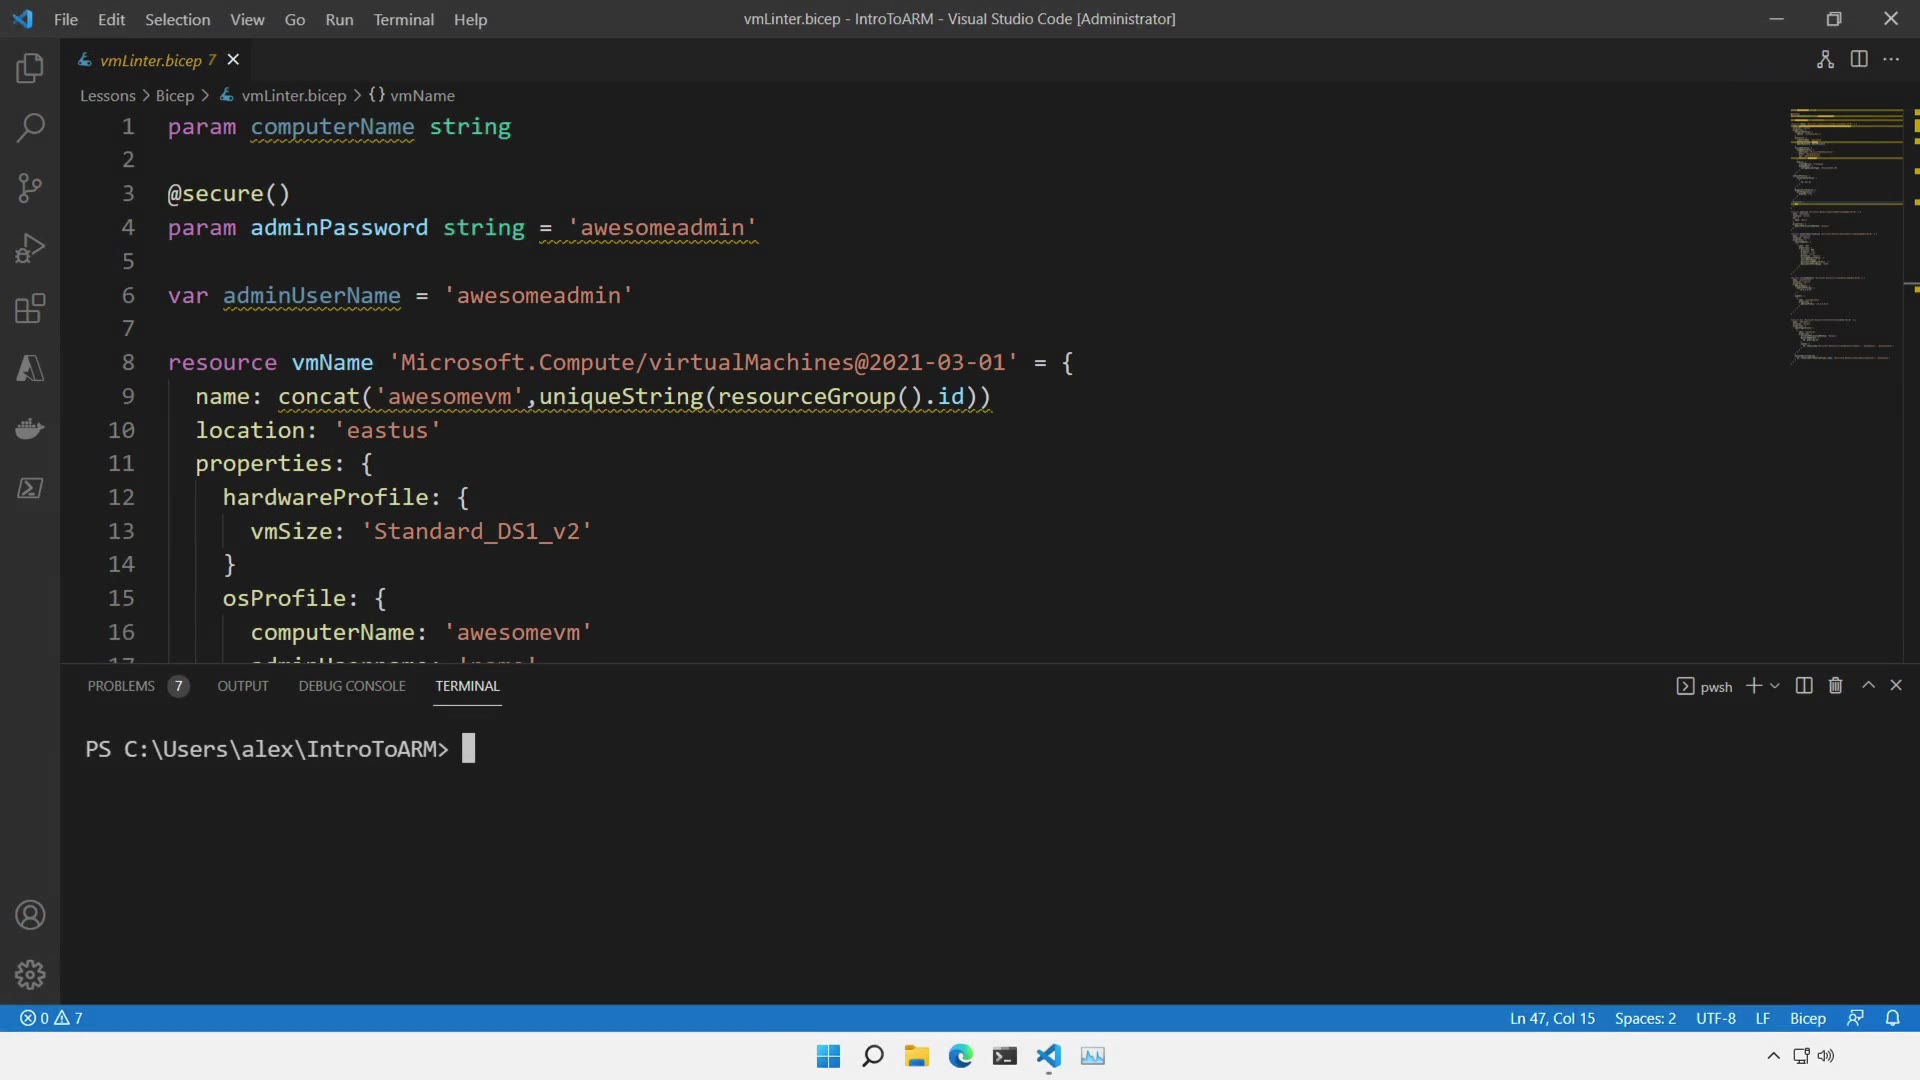 File Edit Selection View Go Run Terminal Help
vmLinter.bicep - IntroToARM - Visual Studio Code [Administrator]
vmLinter.bicep 7
Lessons > Bicep > vmLinter.bicep > {} vmName
1 param computerName string
2
3 @secure()
4 param adminPassword string = 'awesomeadmin'
5
6 var adminUserName = 'awesomeadmin'
7
8 resource vmName 'Microsoft.Compute/virtualMachines@2021-03-01' = {
9 name: concat('awesomevm',uniqueString(resourceGroup().id))
10 location: 'eastus'
11 properties: {
12 hardwareProfile: {
13 vmSize: 'Standard_DS1_v2'
14 }
15 osProfile: {
16 computerName: 'awesomevm'
17 adminUsername: 'name'
PROBLEMS 7 OUTPUT DEBUG CONSOLE TERMINAL
pwsh
PS C:\Users\alex\IntroToARM>
0 7
Ln 47, Col 15 Spaces: 2 UTF-8 LF Bicep